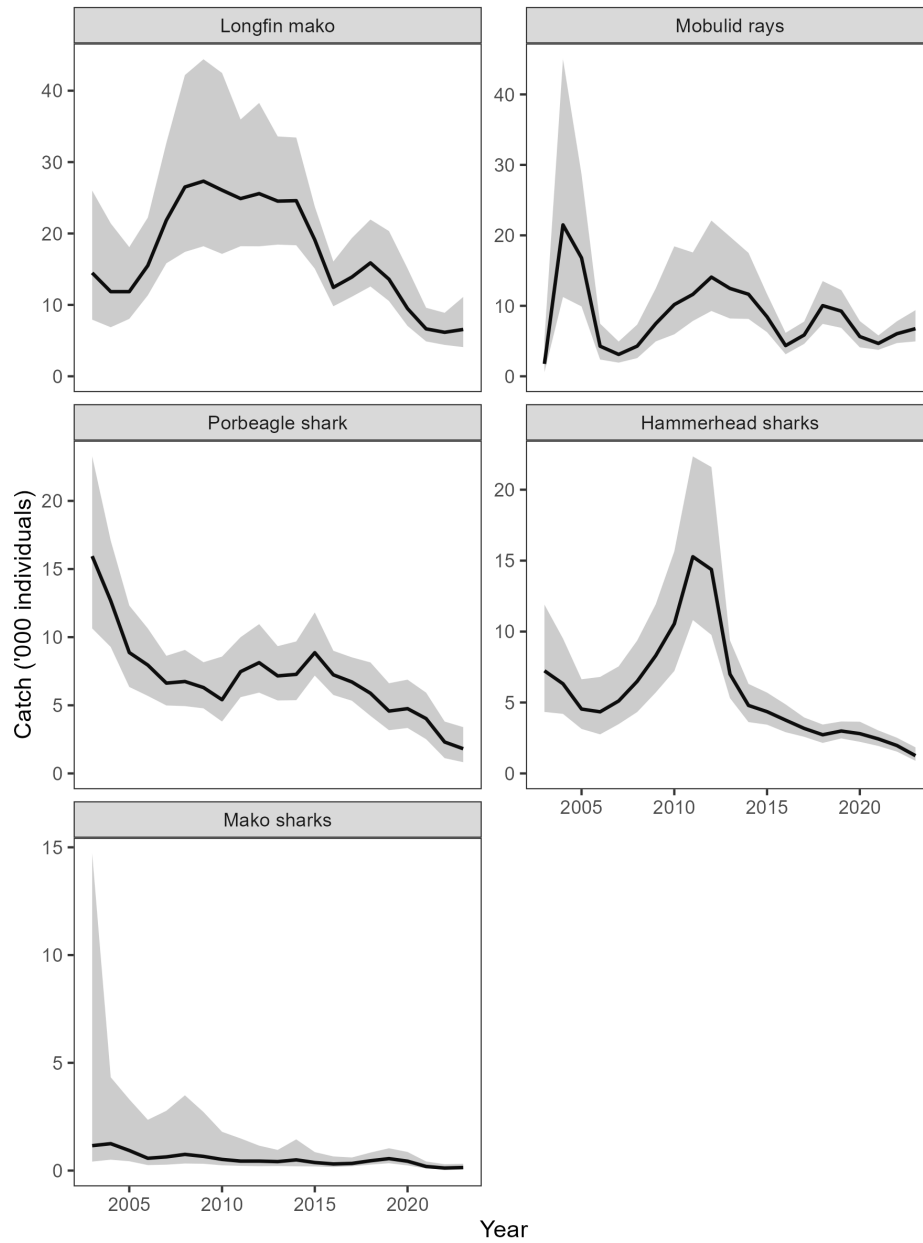 Longfin mako
Mobulid rays
40
30
20
10
0
40
30
20
10
0
Porbeagle shark
Hammerhead sharks
20
15
10
5
0
20
15
10
5
0
2005 2010 2015 2020
Mako sharks
15
10
5
0
2005 2010 2015 2020
Catch ('000 individuals)
Year